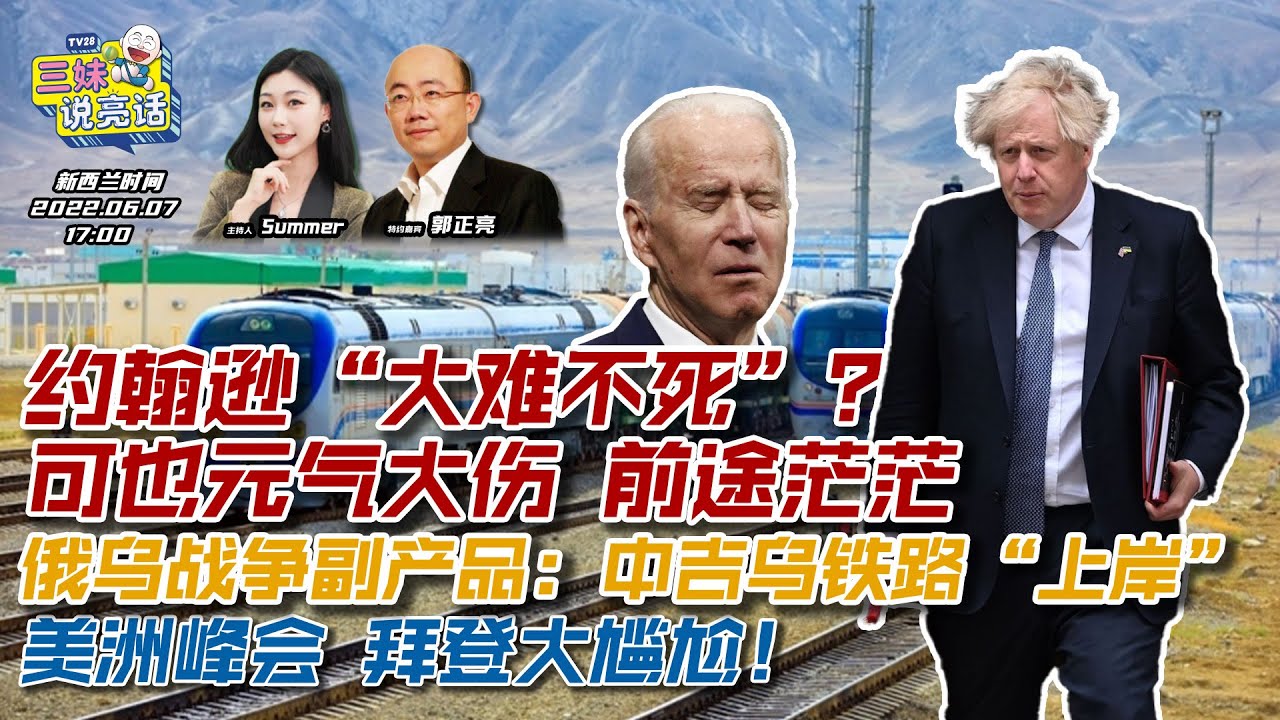 TV28
三妹
说亮话
新西兰时间
2022.06.07
17:00
主持人 Summer
特约嘉宾 郭正亮
约翰逊“大难不死”？
可也元气大伤 前途茫茫
俄乌战争副产品：中吉乌铁路“上岸”
美洲峰会 拜登大尴尬！